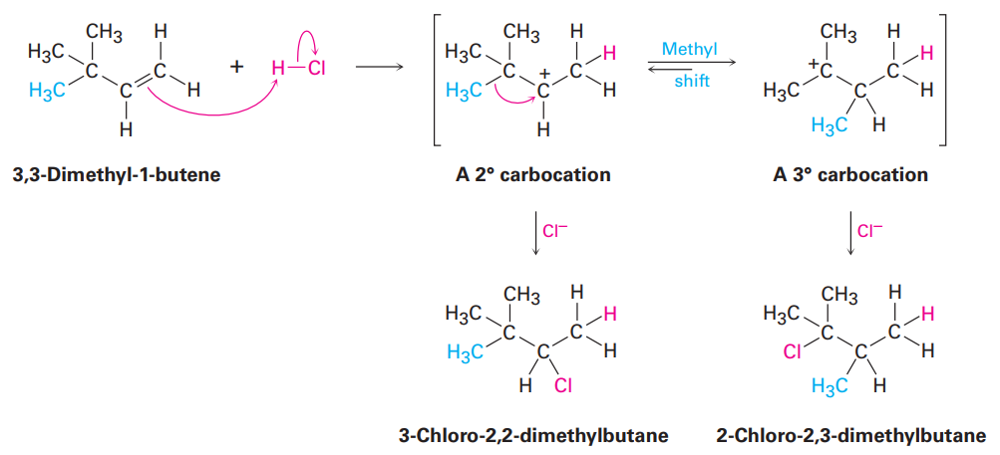 CH3 H CH3 H CH3 H
H3C H H3C Methyl H
C C + H—Cl C + C shift + C C
H3C C H H3C C H H3C C H
H H H3C H
3,3-Dimethyl-1-butene A 2° carbocation A 3° carbocation
Cl– Cl–
CH3 H CH3 H
H3C H H3C H
C C C C
H3C C H Cl C H
H Cl H3C H
3-Chloro-2,2-dimethylbutane 2-Chloro-2,3-dimethylbutane